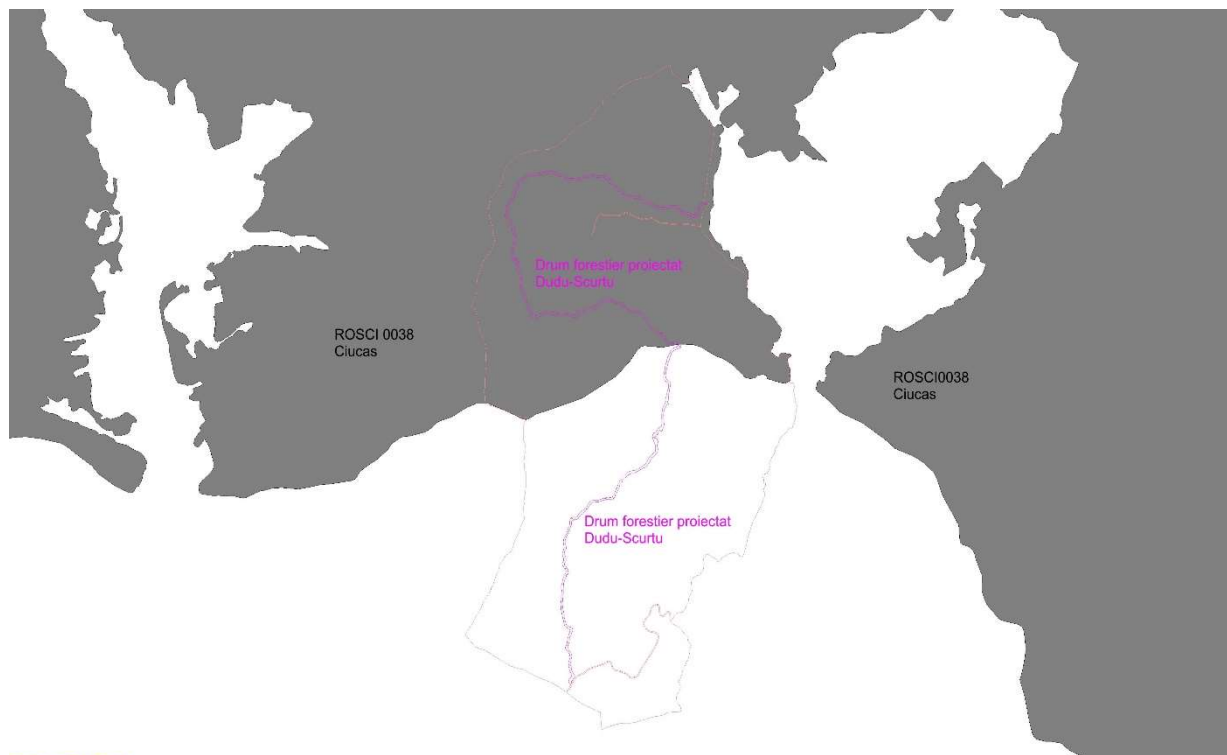 Drum forestier proiectat
Dudu-Scurtu
ROSCI 0038
Ciucas
ROSCI0038
Ciucas
Drum forestier proiectat
Dudu-Scurtu